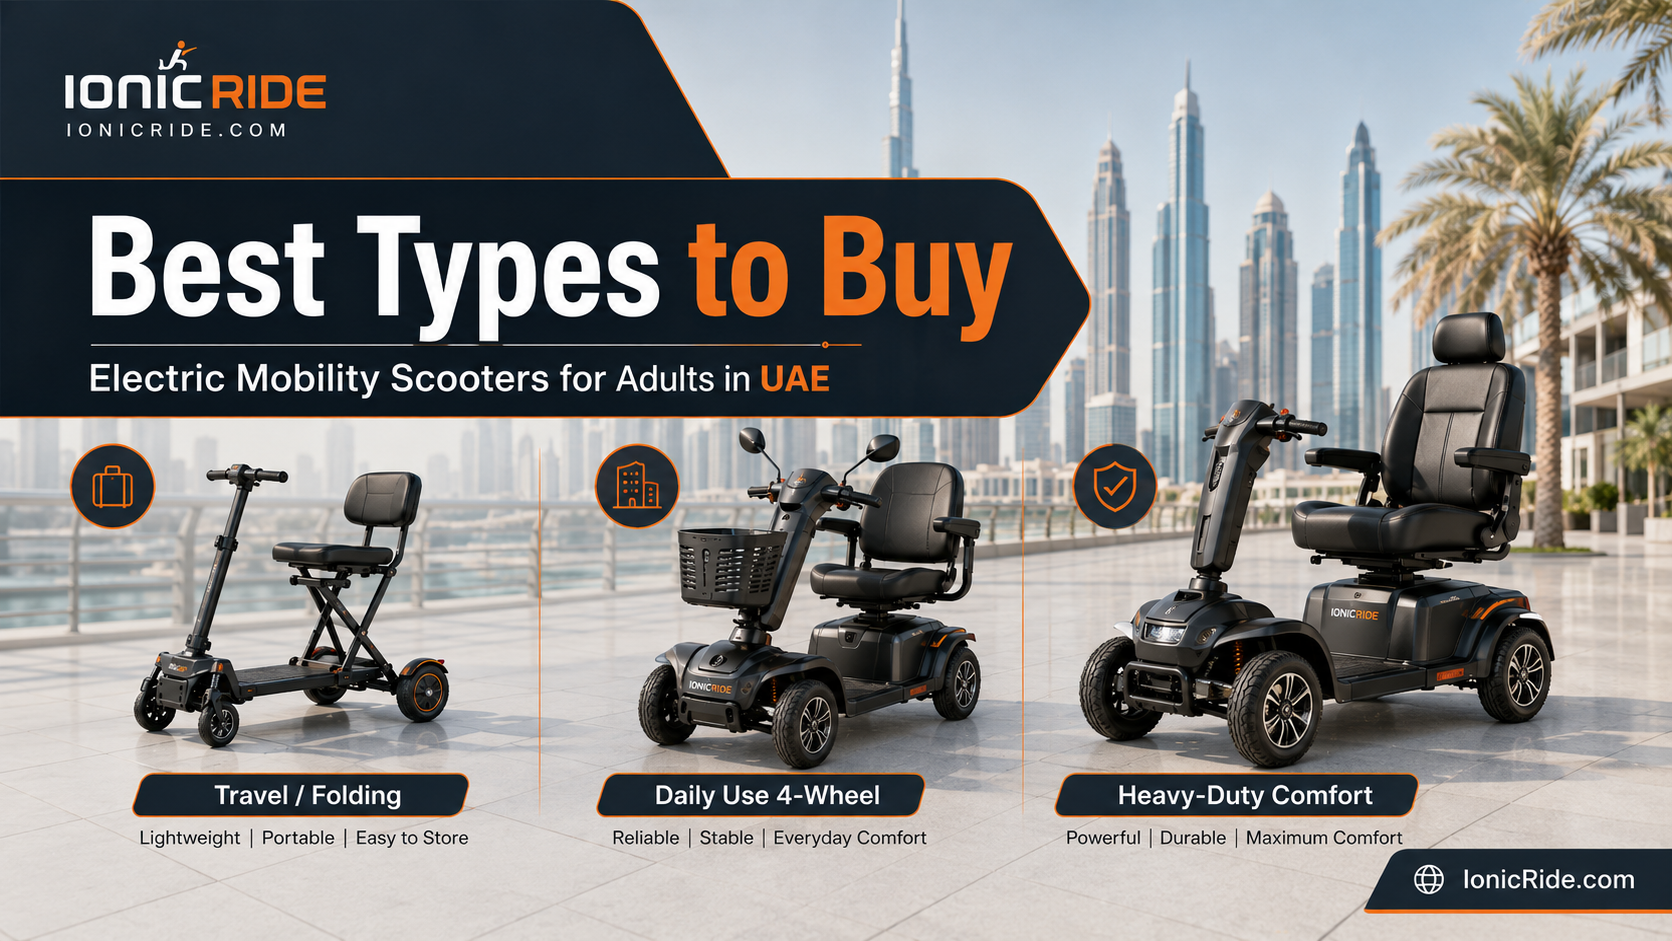 IONIC RIDE
IONICRIDE.COM
Best Types to Buy
Electric Mobility Scooters for Adults in UAE
IONICRIDE
IONICRIDE
Travel / Folding
Daily Use 4-Wheel
Heavy-Duty Comfort
Lightweight | Portable | Easy to Store
Reliable | Stable | Everyday Comfort
Powerful | Durable | Maximum Comfort
IonicRide.com